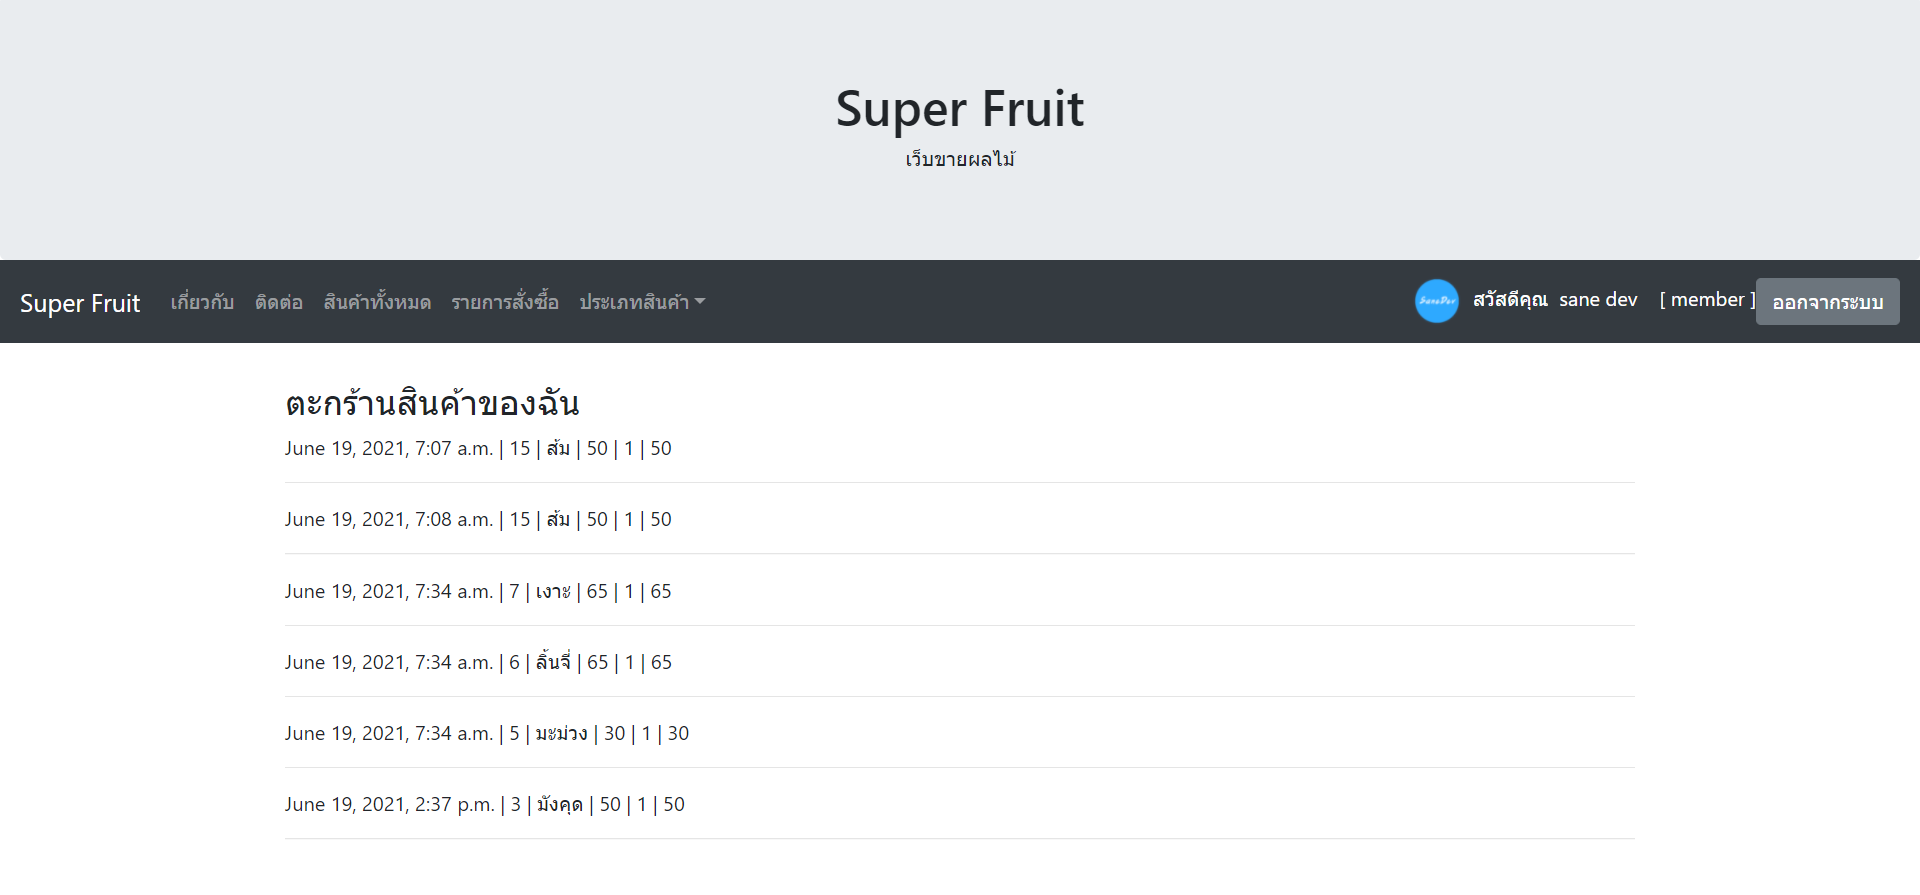 Super Fruit
เว็บขายผลไม้
Super Fruit เกี่ยวกับ ติดต่อ สินค้าทั้งหมด รายการสั่งซื้อ ประเภทสินค้า SaneDev สวัสดีคุณ sane dev [ member ] ออกจากระบบ
ตะกร้านสินค้าของฉัน
June 19, 2021, 7:07 a.m. | 15 | ส้ม | 50 | 1 | 50
June 19, 2021, 7:08 a.m. | 15 | ส้ม | 50 | 1 | 50
June 19, 2021, 7:34 a.m. | 7 | เงาะ | 65 | 1 | 65
June 19, 2021, 7:34 a.m. | 6 | ลิ้นจี่ | 65 | 1 | 65
June 19, 2021, 7:34 a.m. | 5 | มะม่วง | 30 | 1 | 30
June 19, 2021, 2:37 p.m. | 3 | มังคุด | 50 | 1 | 50